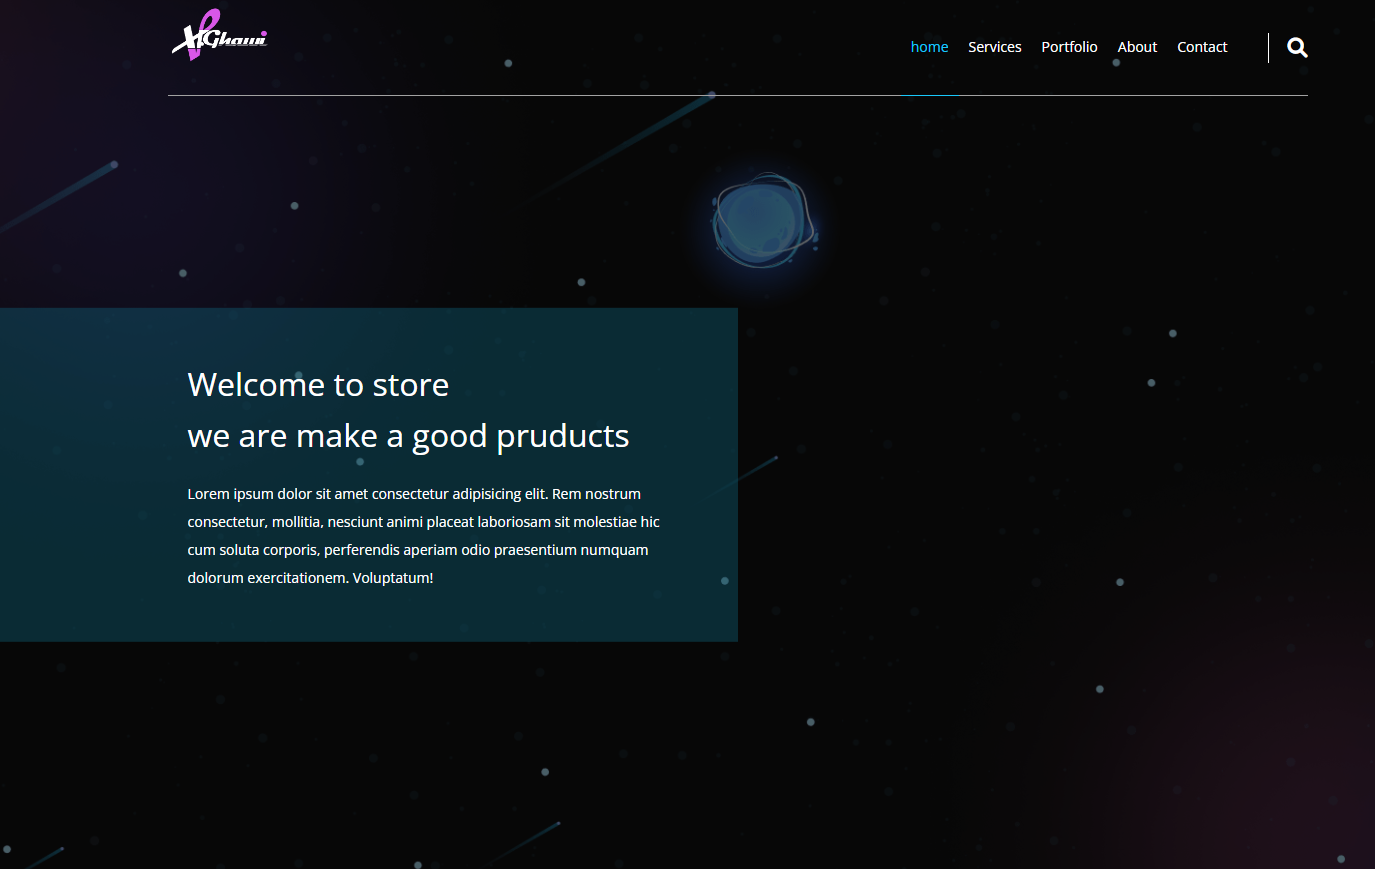 XGhawi
home Services Portfolio About Contact
Welcome to store
we are make a good pruducts
Lorem ipsum dolor sit amet consectetur adipisicing elit. Rem nostrum
consectetur, mollitia, nesciunt animi placeat laboriosam sit molestiae hic
cum soluta corporis, perferendis aperiam odio praesentium numquam
dolorum exercitationem. Voluptatum!